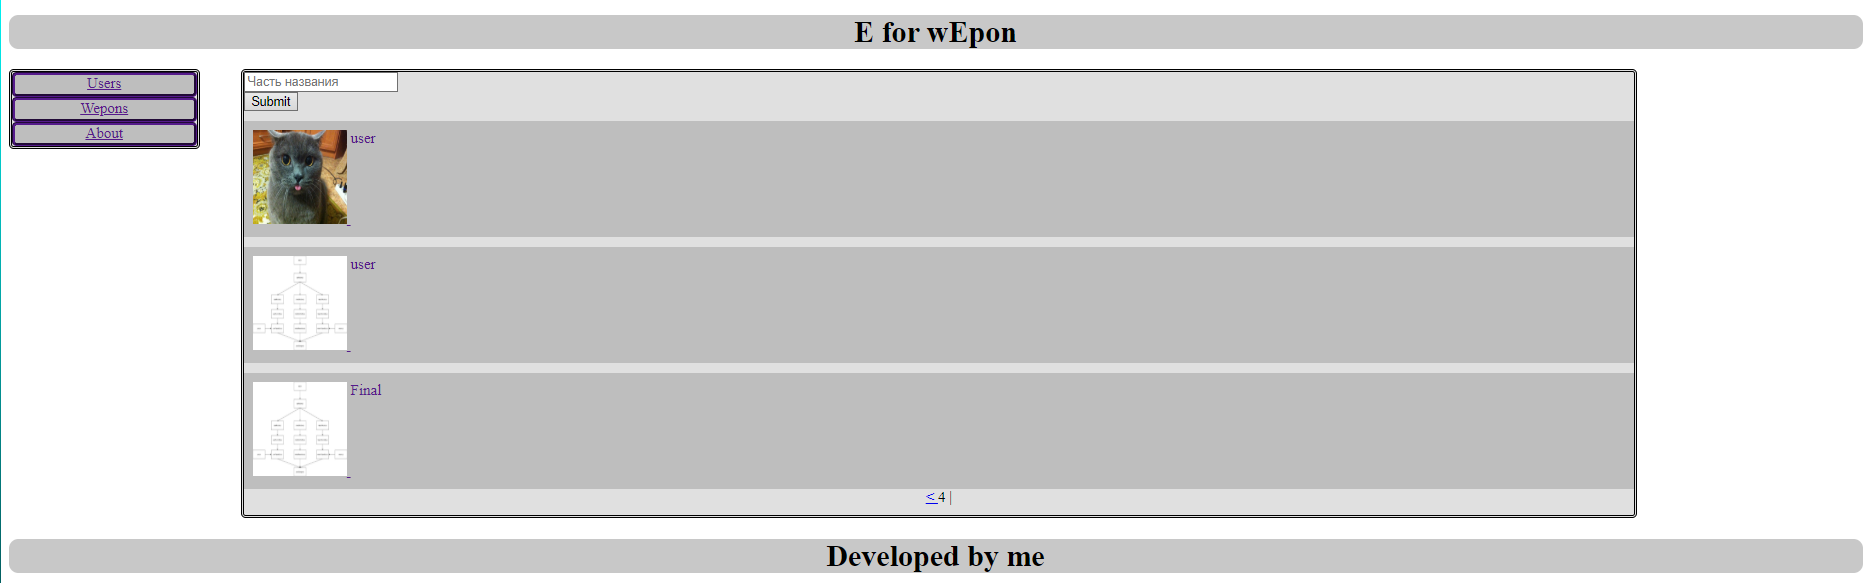 E for wEpon
Users
Wepons
About
Часть названия
Submit
user
user
Final
< 4 |
Developed by me